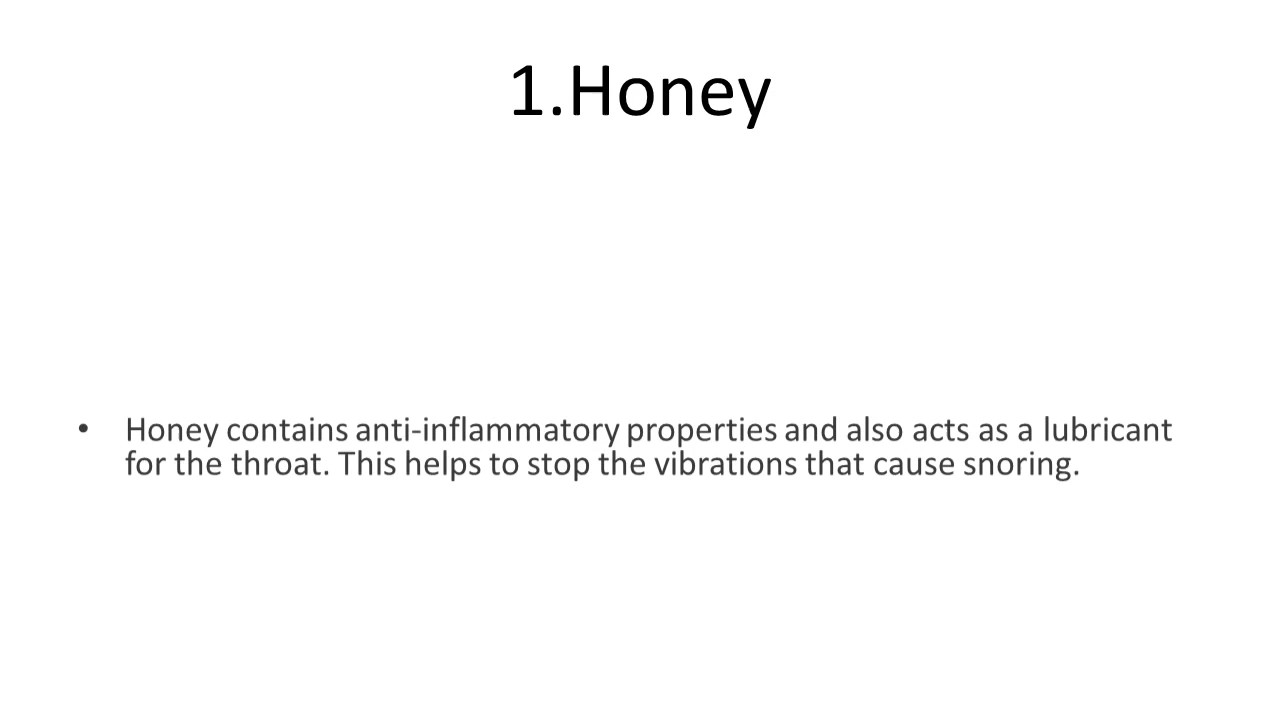 1.Honey
• Honey contains anti-inflammatory properties and also acts as a lubricant
for the throat. This helps to stop the vibrations that cause snoring.